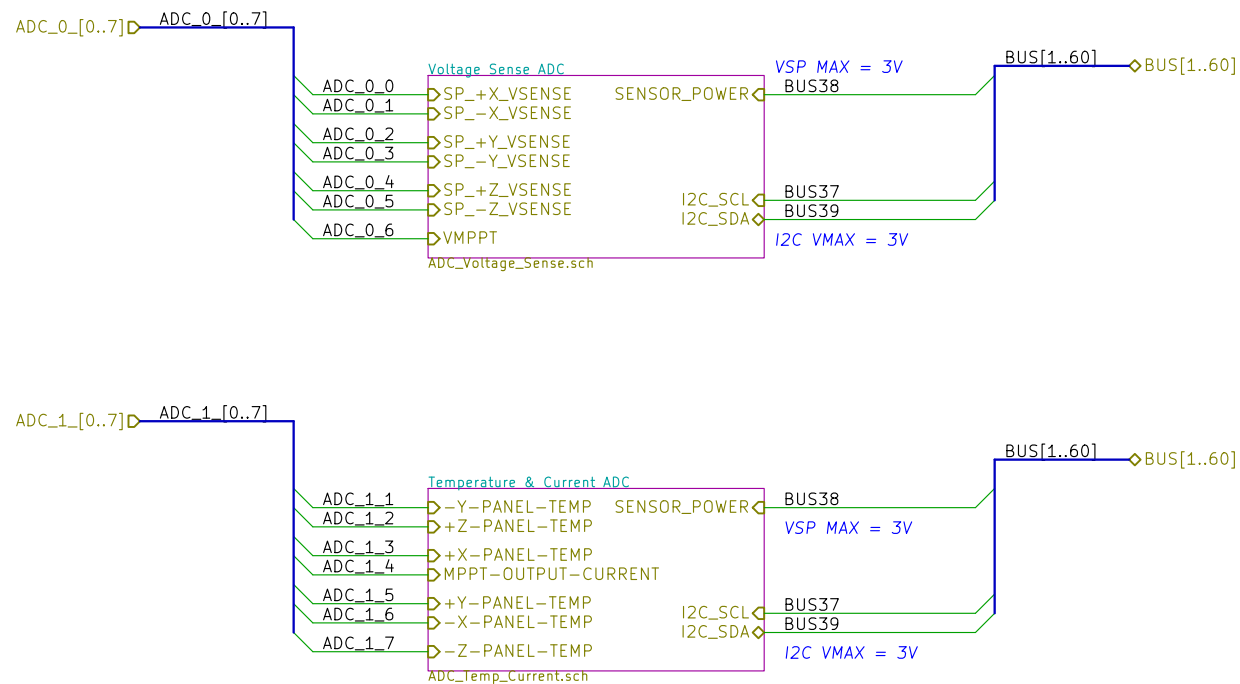 ADC_0_[0..7] ADC_0_[0..7]
BUS[1..60] BUS[1..60]
Voltage Sense ADC
VSP MAX = 3V
ADC_0_0 SP_+X_VSENSE SENSOR_POWER BUS38
ADC_0_1 SP_-X_VSENSE
ADC_0_2 SP_+Y_VSENSE
ADC_0_3 SP_-Y_VSENSE
ADC_0_4 SP_+Z_VSENSE I2C_SCL BUS37
ADC_0_5 SP_-Z_VSENSE I2C_SDA BUS39
ADC_0_6 VMPPT
I2C VMAX = 3V
ADC_Voltage_Sense.sch
ADC_1_[0..7] ADC_1_[0..7]
BUS[1..60] BUS[1..60]
Temperature & Current ADC
ADC_1_1 -Y-PANEL-TEMP SENSOR_POWER BUS38
ADC_1_2 +Z-PANEL-TEMP
VSP MAX = 3V
ADC_1_3 +X-PANEL-TEMP
ADC_1_4 MPPT-OUTPUT-CURRENT
ADC_1_5 +Y-PANEL-TEMP I2C_SCL BUS37
ADC_1_6 -X-PANEL-TEMP I2C_SDA BUS39
ADC_1_7 -Z-PANEL-TEMP
I2C VMAX = 3V
ADC_Temp_Current.sch